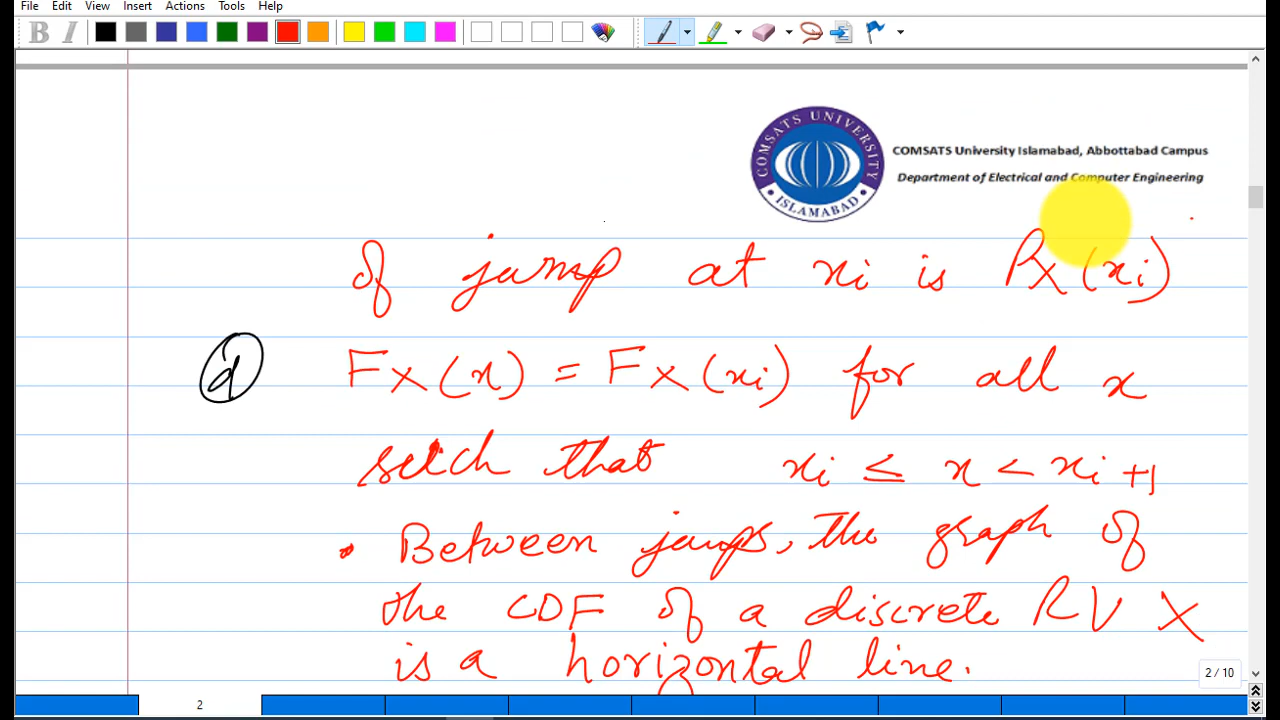 File Edit View Insert Actions Tools Help
B I
COMSATS UNIVERSITY
ISLAMABAD
COMSATS University Islamabad, Abbottabad Campus
Department of Electrical and Computer Engineering
of jump at xi is Px(xi)
d Fx(x) = Fx(xi) for all x
such that xi ≤ x < xi+1
• Between jumps, the graph of
the CDF of a discrete RV X
is a horizontal line.
2 / 10
2